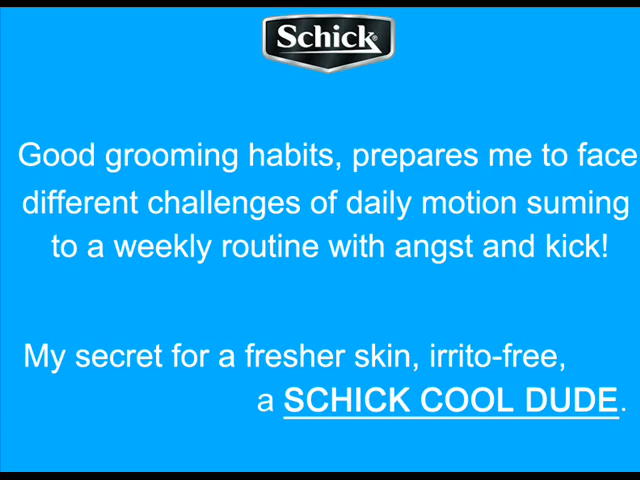 Schick
Good grooming habits, prepares me to face
different challenges of daily motion suming
to a weekly routine with angst and kick!
My secret for a fresher skin, irrito-free,
a SCHICK COOL DUDE.